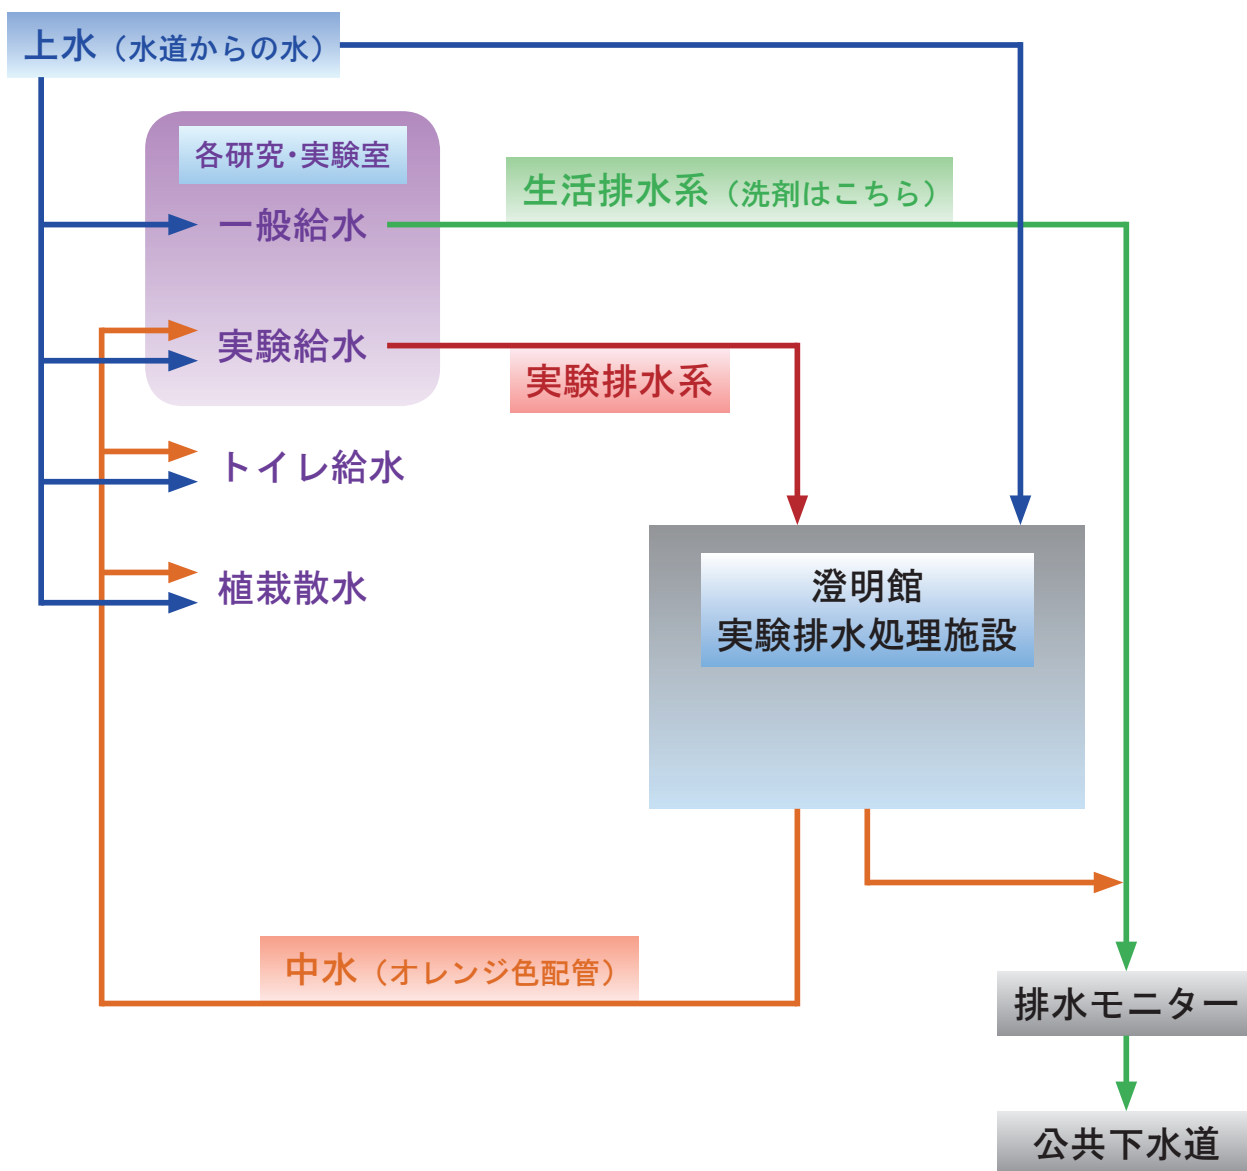 上水（水道からの水）
各研究・実験室
生活排水系（洗剤はこちら）
一般給水
実験給水
実験排水系
トイレ給水
植栽散水
澄明館
実験排水処理施設
中水（オレンジ色配管）
排水モニター
公共下水道